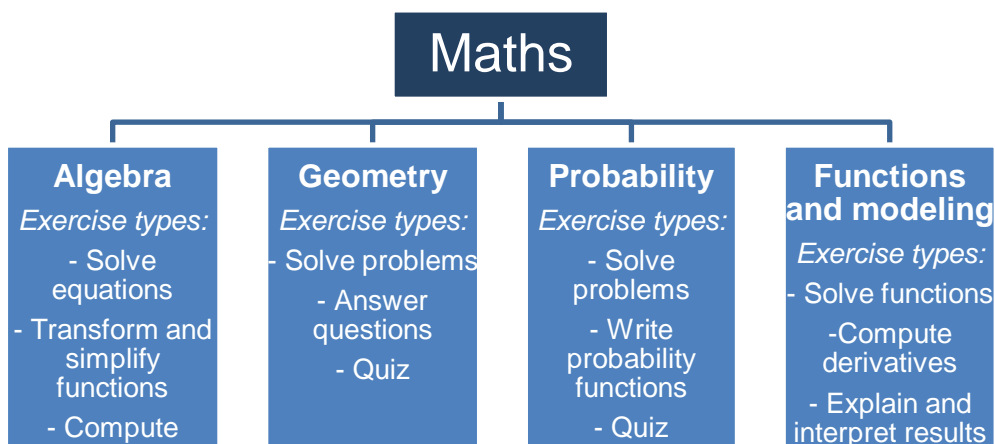 Maths
Algebra
Exercise types:
- Solve
equations
- Transform and
simplify
functions
- Compute
Geometry
Exercise types:
- Solve problems
- Answer
questions
- Quiz
Probability
Exercise types:
- Solve
problems
- Write
probability
functions
- Quiz
Functions
and modeling
Exercise types:
- Solve functions
-Compute
derivatives
- Explain and
interpret results